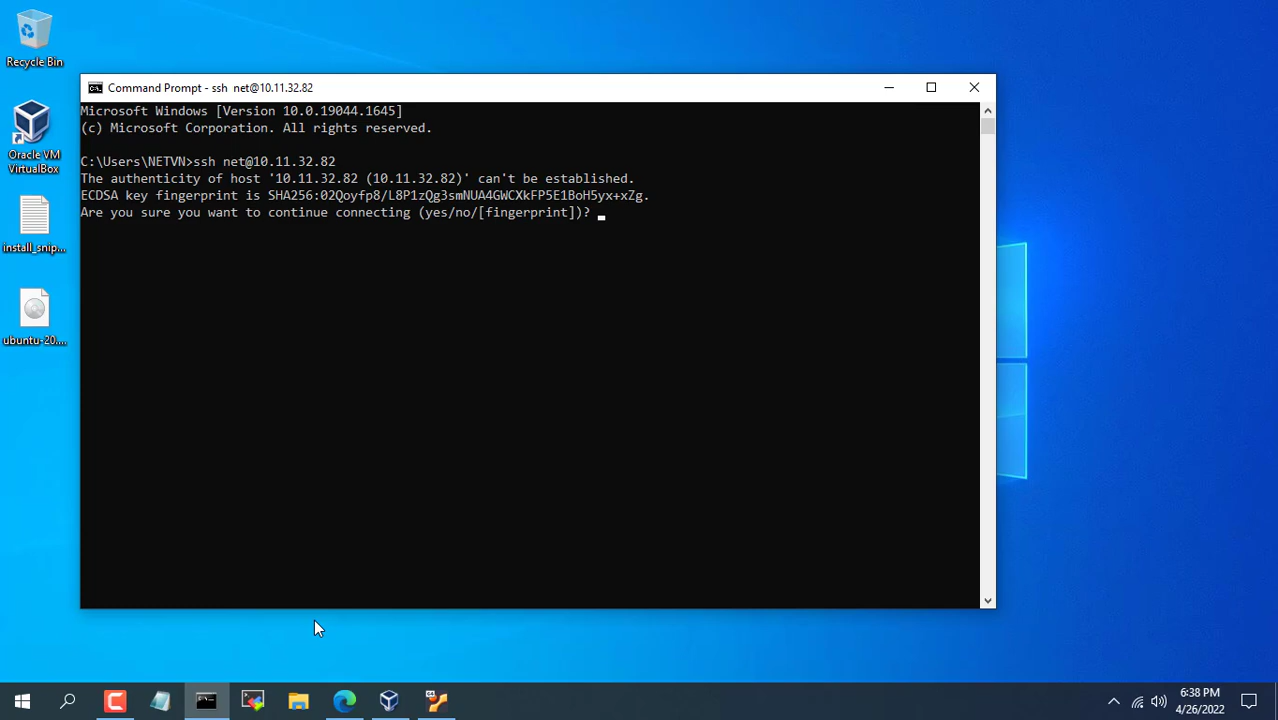 Recycle Bin
Oracle VM
VirtualBox
install_snip...
ubuntu-20....
Command Prompt - ssh  net@10.11.32.82
Microsoft Windows [Version 10.0.19044.1645]
(c) Microsoft Corporation. All rights reserved.
C:\Users\NETVN>ssh net@10.11.32.82
The authenticity of host '10.11.32.82 (10.11.32.82)' can't be established.
ECDSA key fingerprint is SHA256:02Qoyfp8/L8P1zQg3smNUA4GWCXkFP5E1BoH5yx+xZg.
Are you sure you want to continue connecting (yes/no/[fingerprint])?
6:38 PM
4/26/2022